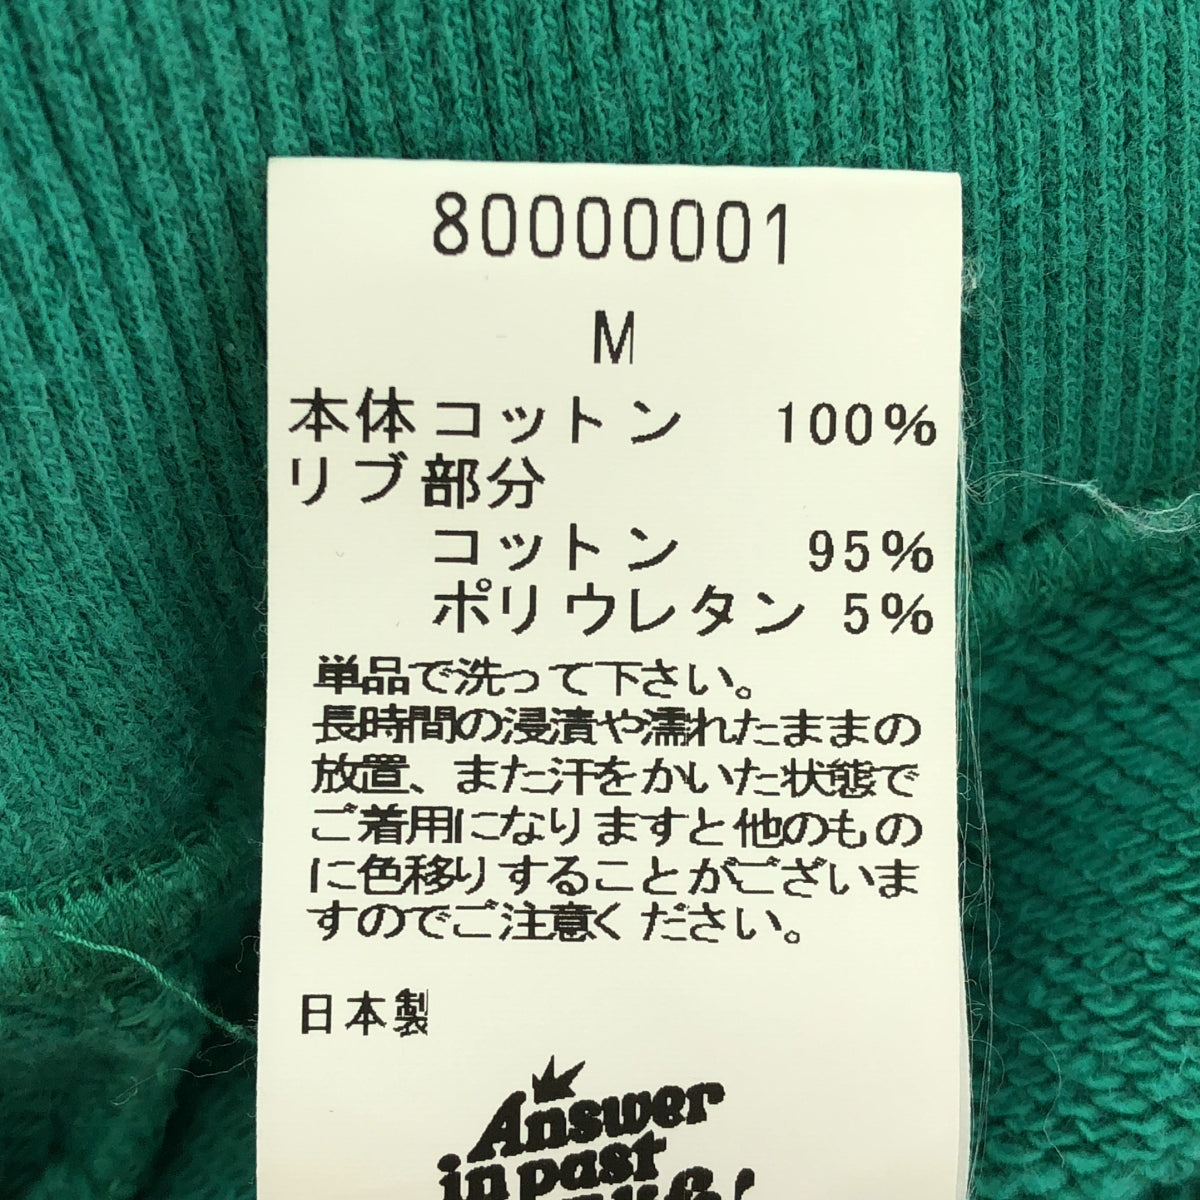 80000001
M
本体 コットン 100%
リブ部分
コットン 95%
ポリウレタン 5%
単品で洗って下さい。
長時間の浸漬や濡れたままの
放置、また汗をかいた状態で
ご着用になりますと他のもの
に色移りすることがございま
すのでご注意ください。
日本製
Answer
in past